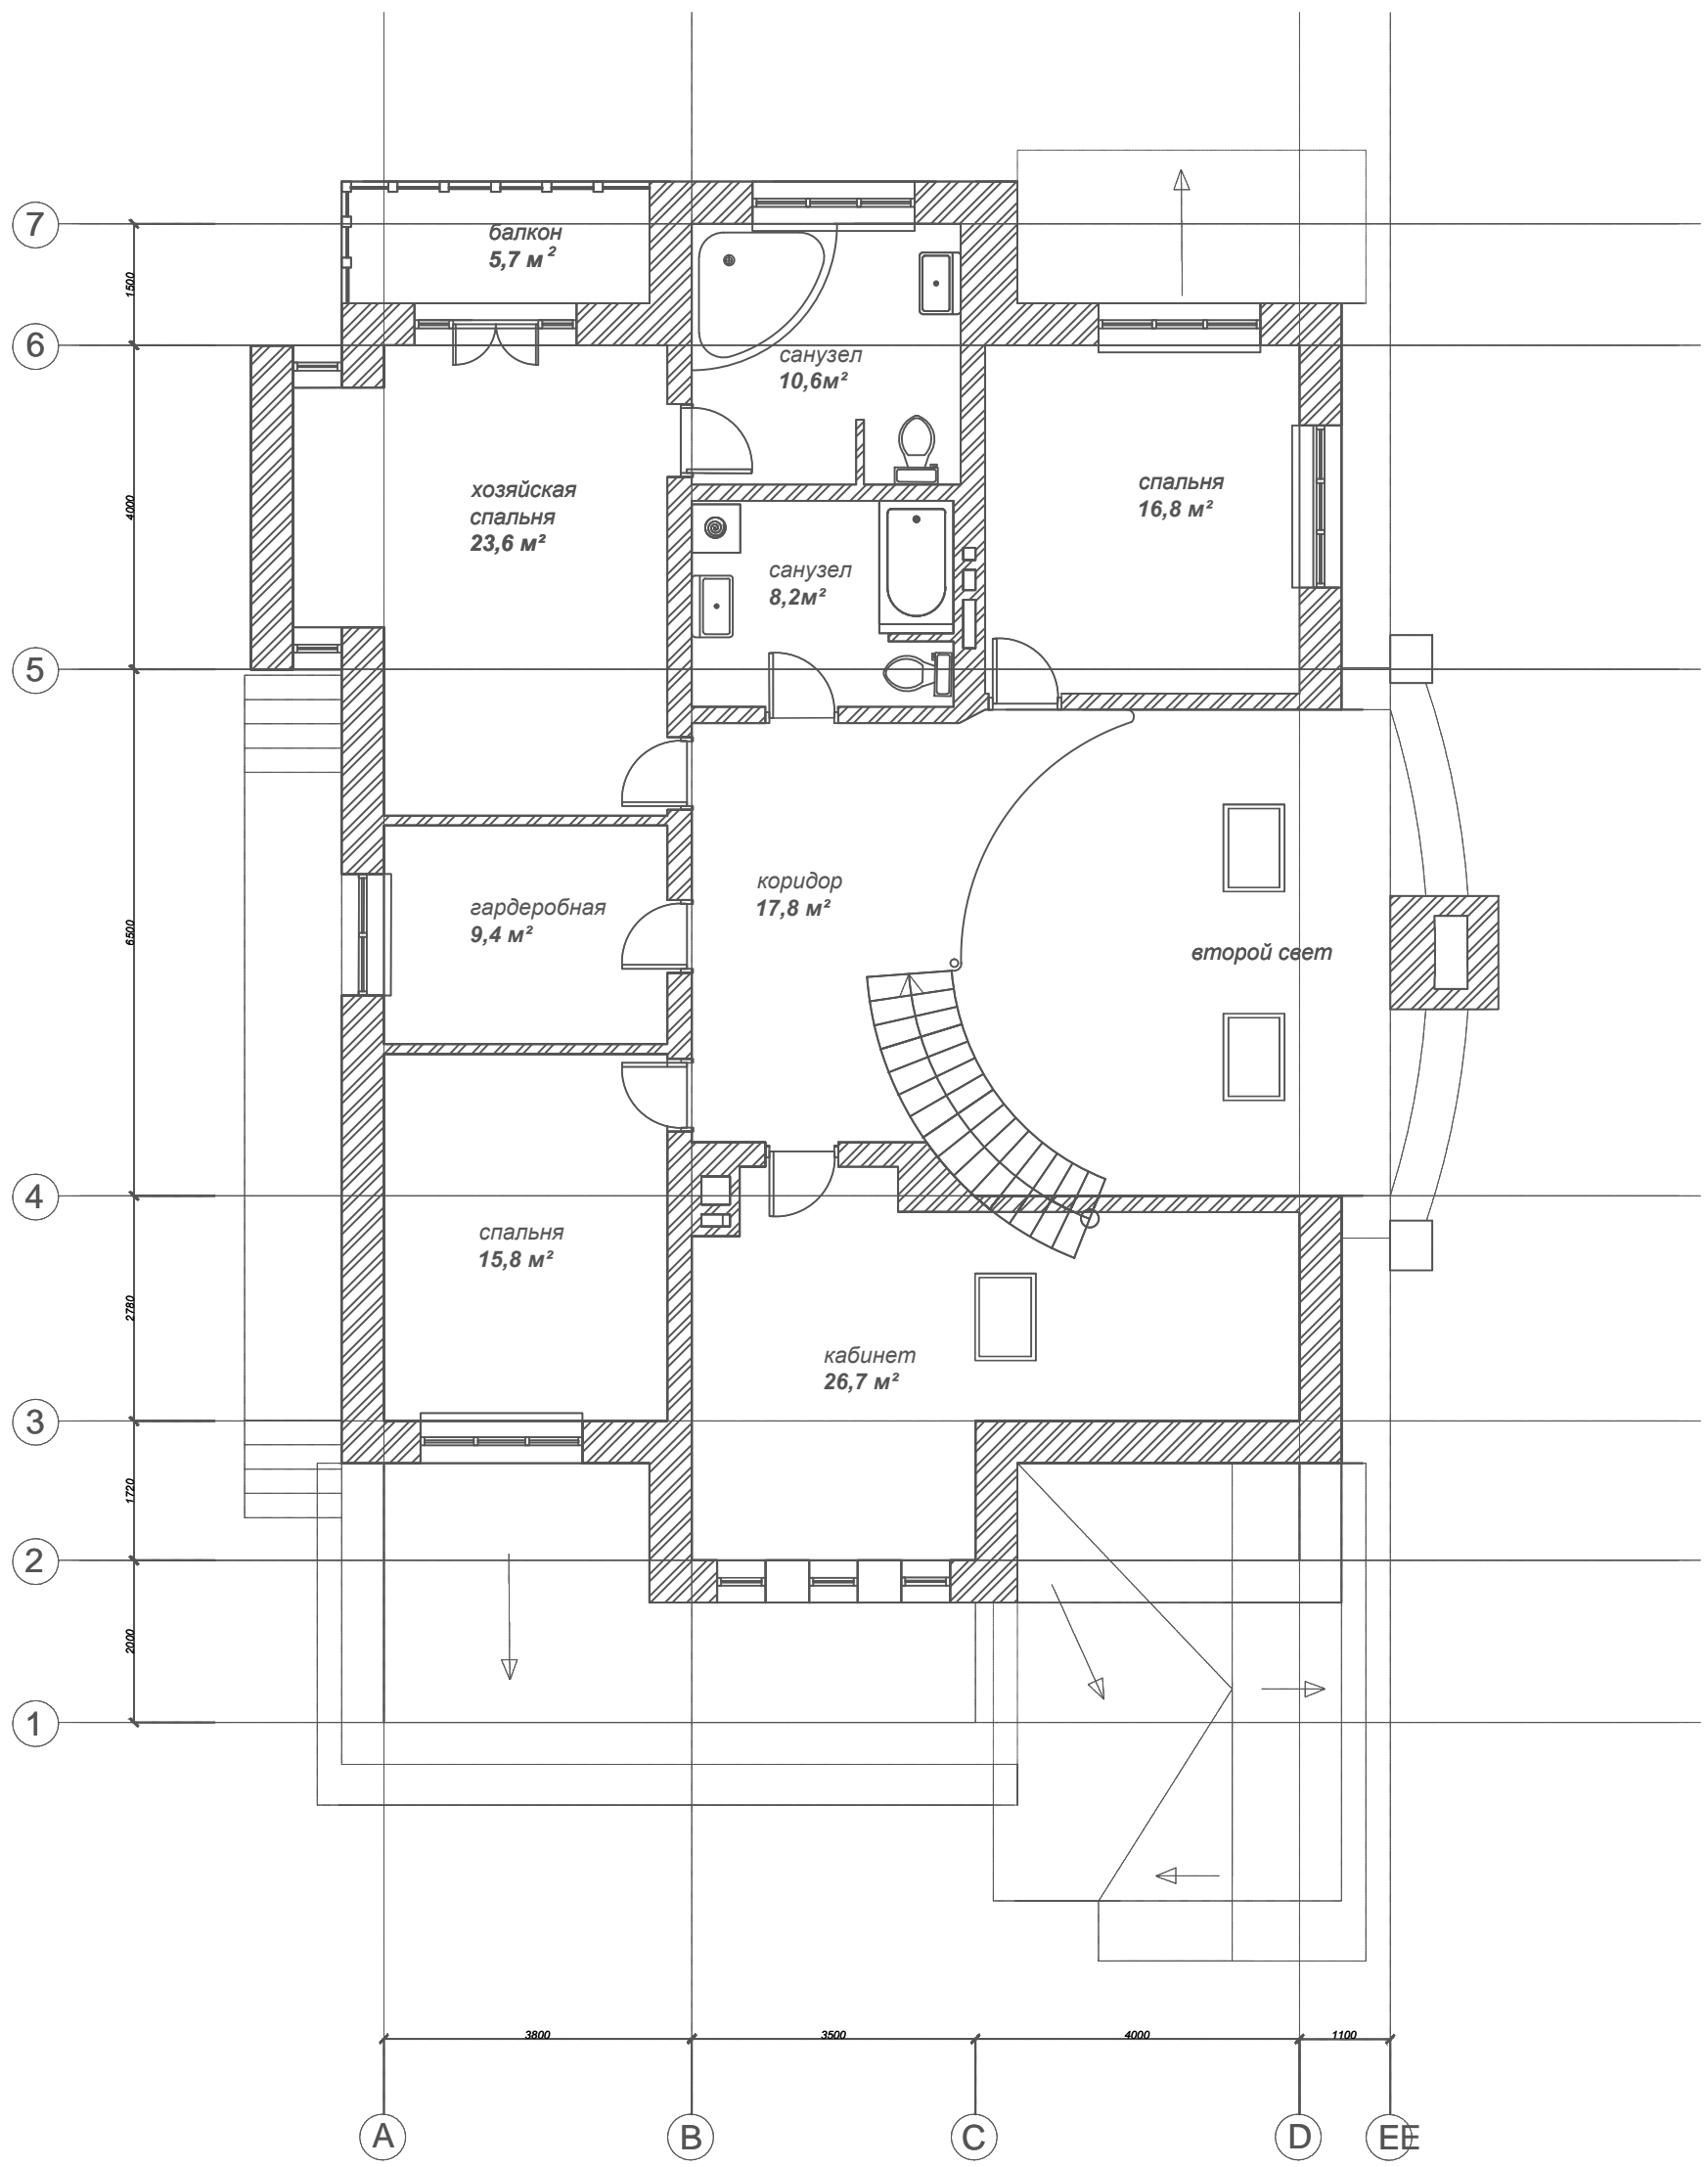 7
балкон
5,7 м²
1500
6
санузел
10,6м²
4000
хозяйская
спальня
23,6 м²
спальня
16,8 м²
санузел
8,2м²
5
коридор
17,8 м²
гардеробная
9,4 м²
6500
второй свет
4
спальня
15,8 м²
2780
кабинет
26,7 м²
3
1720
2
2000
1
3800
3500
4000
1100
A
B
C
D
EE